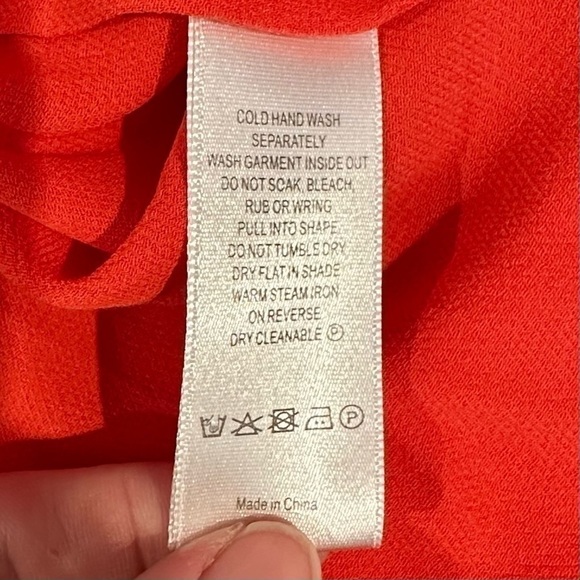 COLD HAND WASH
SEPARATELY
WASH GARMENT INSIDE OUT
DO NOT SOAK, BLEACH,
RUB OR WRING
PULL INTO SHAPE,
DO NOT TUMBLE DRY
DRY FLAT IN SHADE
WARM STEAM IRON
ON REVERSE
DRY CLEANABLE Ⓟ
Ⓟ
Made in China